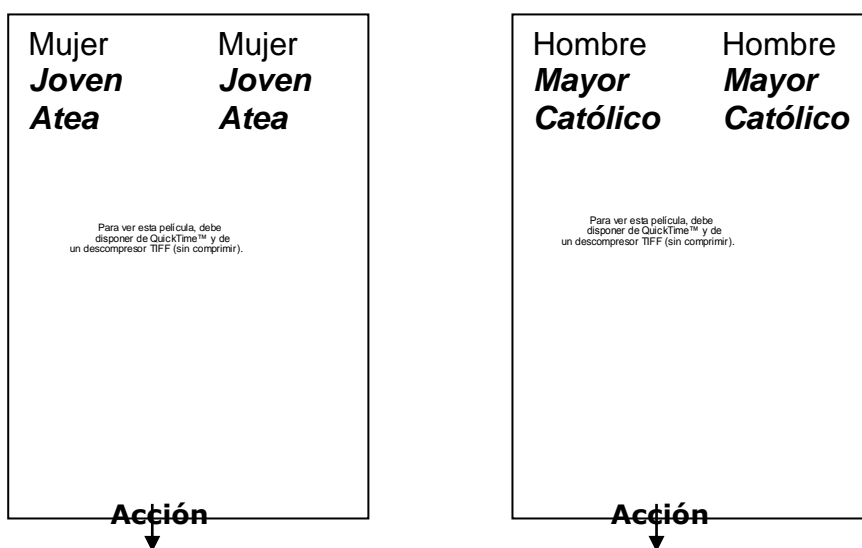 Mujer Mujer
Joven Joven
Atea Atea
Para ver esta película, debe
disponer de QuickTime™ y de
un descompresor TIFF (sin comprimir).
Acción
Hombre Hombre
Mayor Mayor
Católico Católico
Para ver esta película, debe
disponer de QuickTime™ y de
un descompresor TIFF (sin comprimir).
Acción